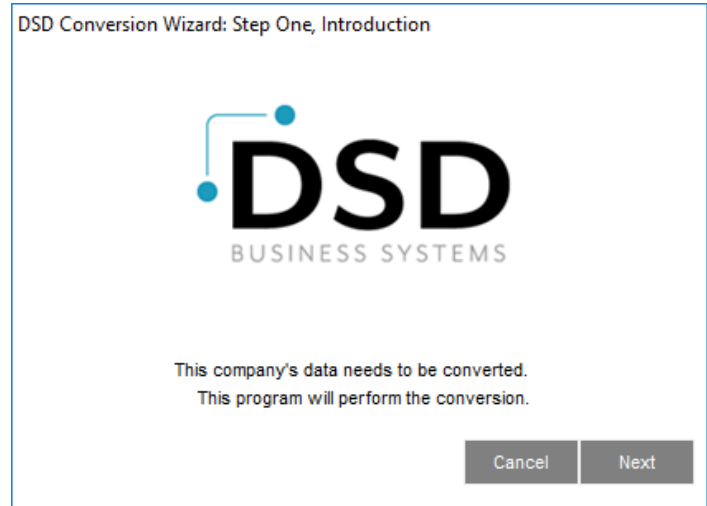 DSD Conversion Wizard: Step One, Introduction
DSD
BUSINESS SYSTEMS
This company's data needs to be converted.
This program will perform the conversion.
Cancel Next